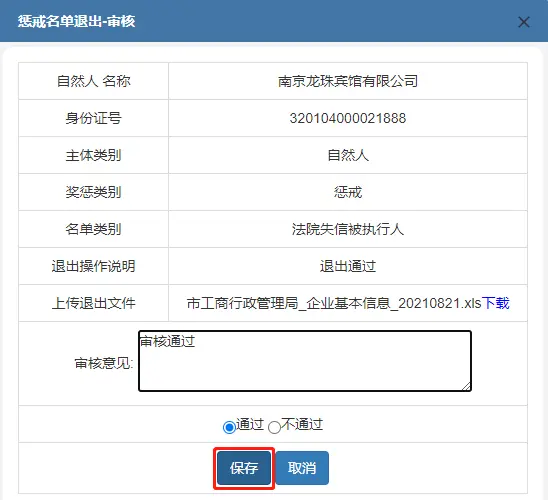 惩戒名单退出-审核
自然人 名称 南京龙珠宾馆有限公司
身份证号 320104000021888
主体类别 自然人
奖惩类别 惩戒
名单类别 法院失信被执行人
退出操作说明 退出通过
上传退出文件 市工商行政管理局_企业基本信息_20210821.xls下载
审核意见: 审核通过
通过 不通过
保存 取消